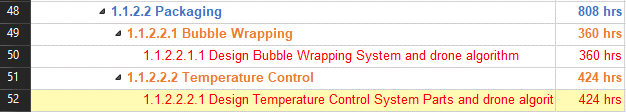 48 1.1.2.2 Packaging 808 hrs
49 1.1.2.2.1 Bubble Wrapping 360 hrs
50 1.1.2.2.1.1 Design Bubble Wrapping System and drone algorithm 360 hrs
51 1.1.2.2.2 Temperature Control 424 hrs
52 1.1.2.2.2.1 Design Temperature Control System Parts and drone algorit 424 hrs